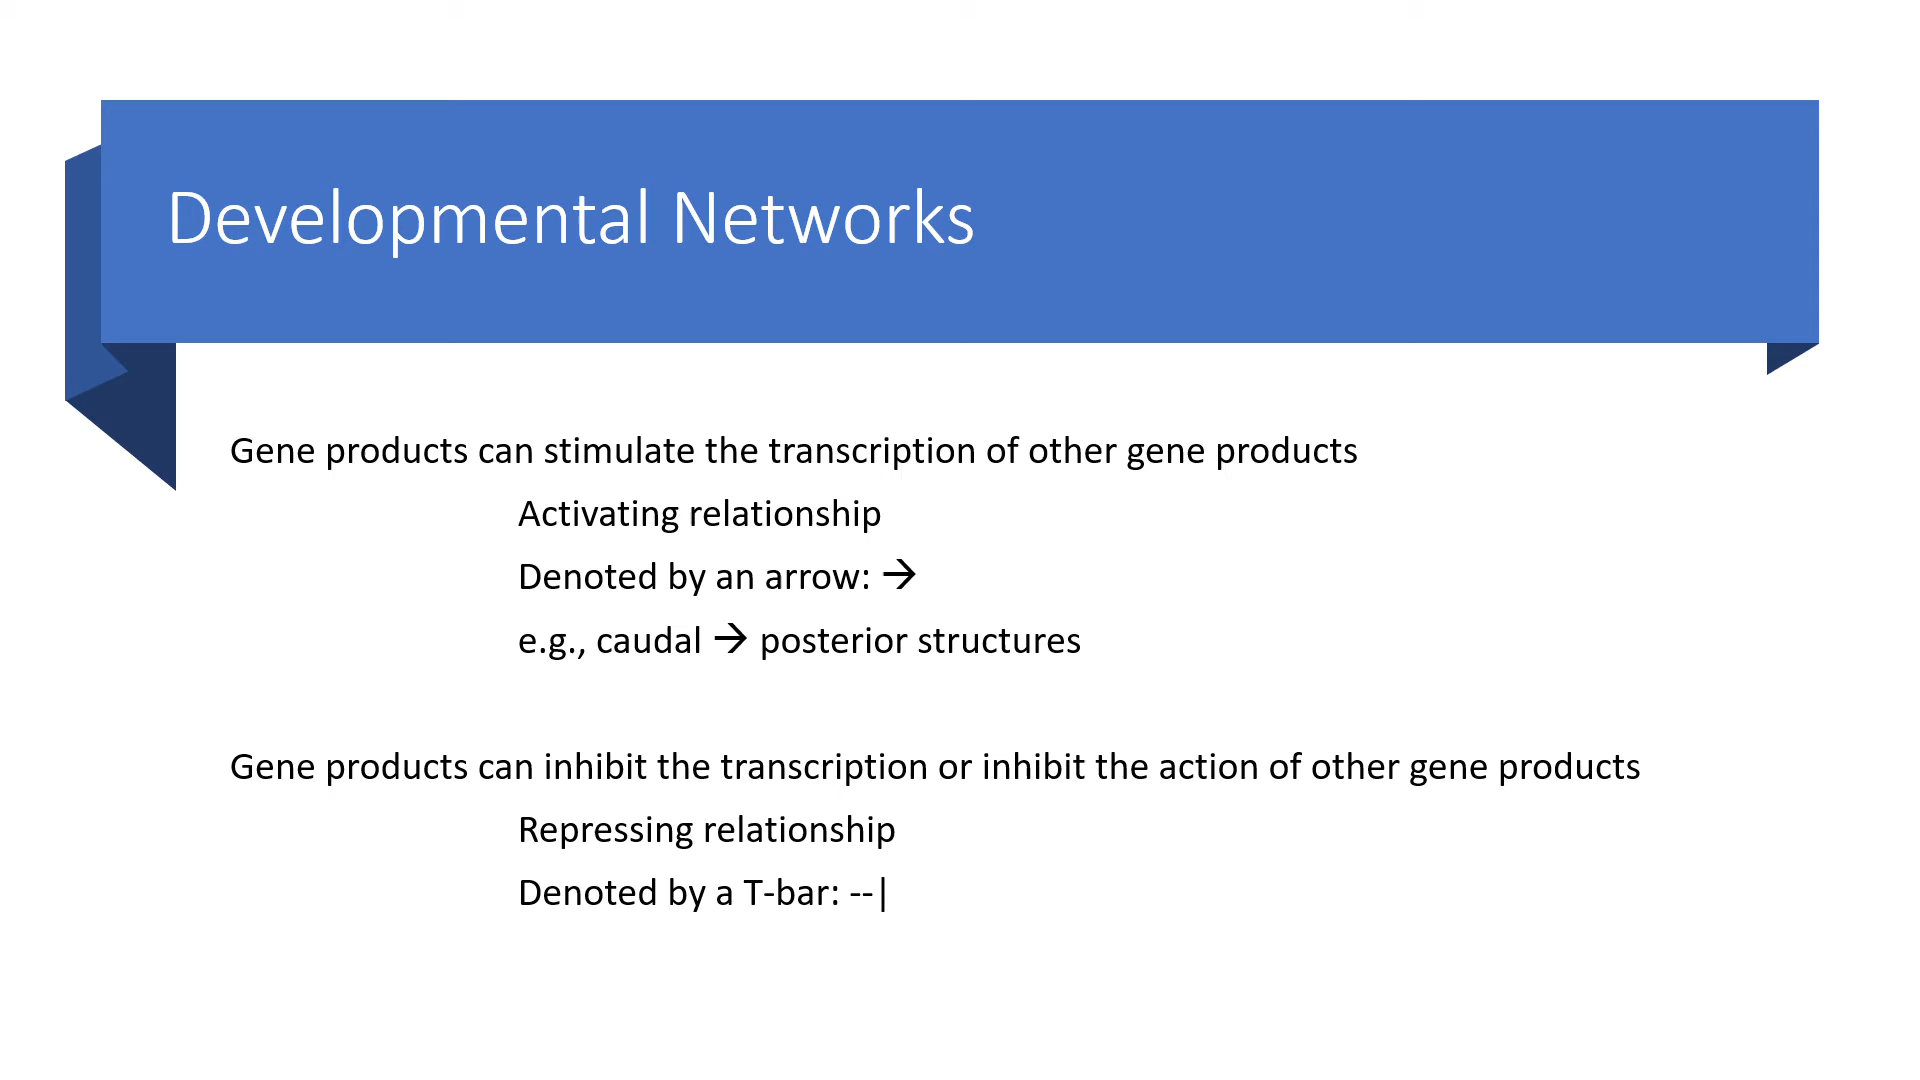 Developmental Networks
Gene products can stimulate the transcription of other gene products
Activating relationship
Denoted by an arrow: →
e.g., caudal → posterior structures
Gene products can inhibit the transcription or inhibit the action of other gene products
Repressing relationship
Denoted by a T-bar: --|